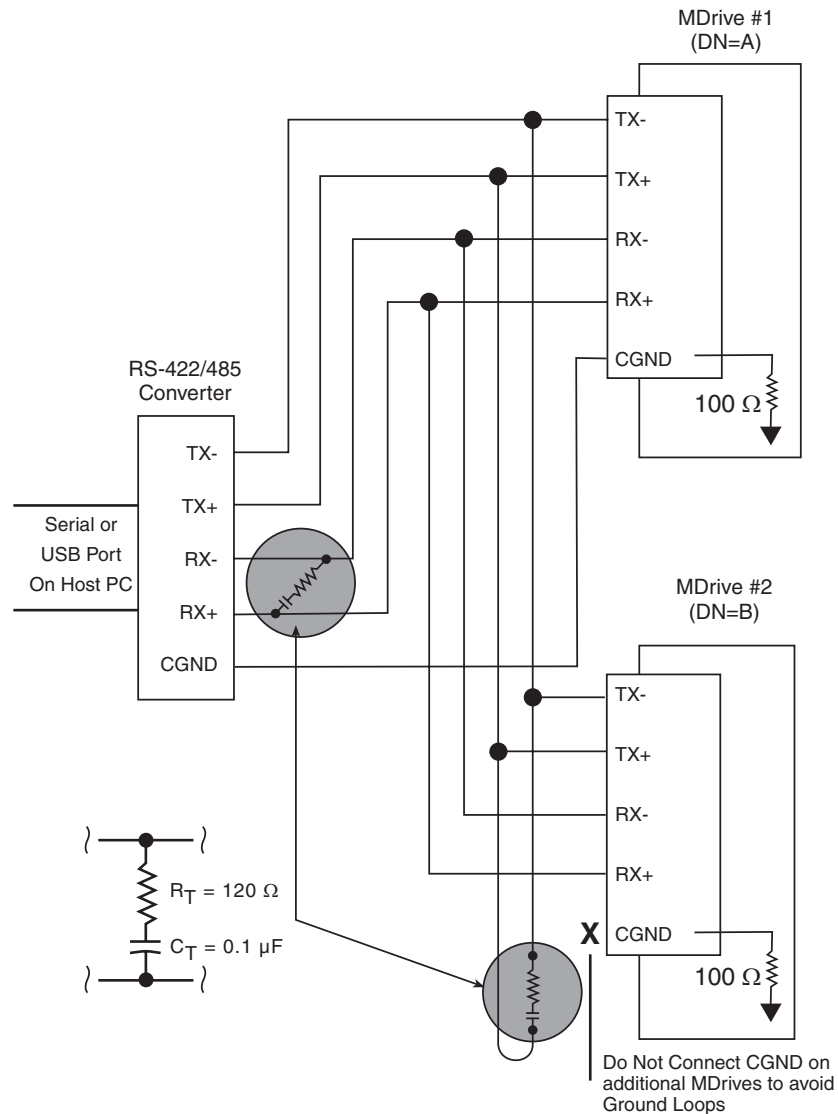 MDrive #1
(DN=A)
TX-
TX+
RX-
RX+
CGND
100 Ω
RS-422/485
Converter
TX-
TX+
RX-
RX+
CGND
Serial or
USB Port
On Host PC
MDrive #2
(DN=B)
TX-
TX+
RX-
RX+
X CGND
100 Ω
RT = 120 Ω
CT = 0.1 µF
Do Not Connect CGND on
additional MDrives to avoid
Ground Loops